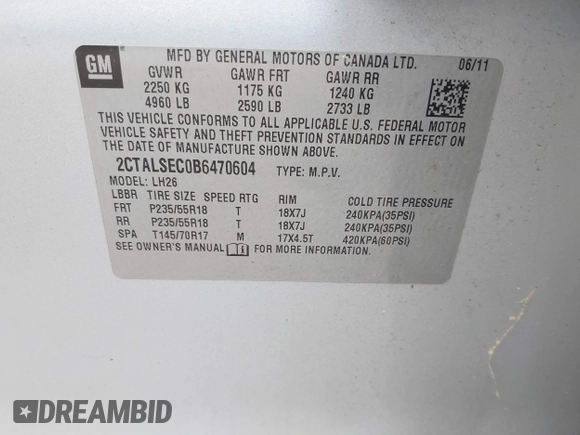 GM
MFD BY GENERAL MOTORS OF CANADA LTD. 06/11
GVWR GAWR FRT GAWR RR
2250 KG 1175 KG 1240 KG
4960 LB 2590 LB 2733 LB
THIS VEHICLE CONFORMS TO ALL APPLICABLE U.S. FEDERAL MOTOR
VEHICLE SAFETY AND THEFT PREVENTION STANDARDS IN EFFECT ON
THE DATE OF MANUFACTURE SHOWN ABOVE.
2CTALSEC0B6470604 TYPE: M.P.V.
MODEL: LH26
LBBR TIRE SIZE SPEED RTG RIM COLD TIRE PRESSURE
FRT P235/55R18 T 18X7J 240KPA(35PSI)
RR P235/55R18 T 18X7J 240KPA(35PSI)
SPA T145/70R17 M 17X4.5T 420KPA(60PSI)
SEE OWNER'S MANUAL FOR MORE INFORMATION.
DREAMBID